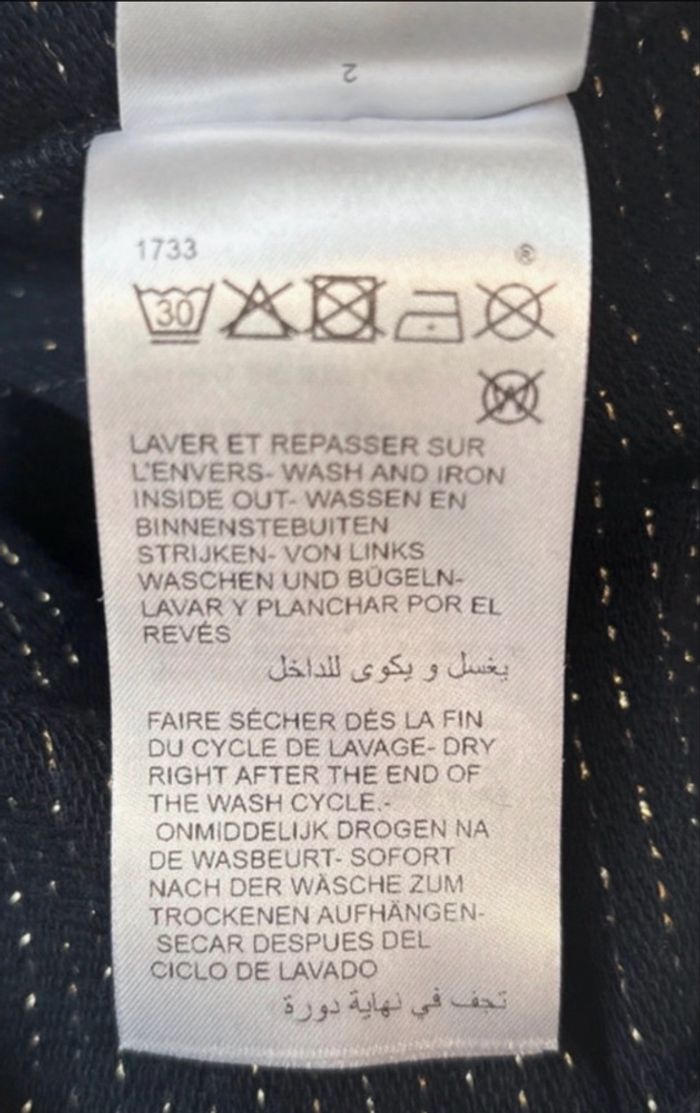 2
1733
®
30
W
LAVER ET REPASSER SUR
L'ENVERS- WASH AND IRON
INSIDE OUT- WASSEN EN
BINNENSTEBUITEN
STRIJKEN- VON LINKS
WASCHEN UND BÜGELN-
LAVAR Y PLANCHAR POR EL
REVÉS
يغسل و يكوى للداخل
FAIRE SÉCHER DÈS LA FIN
DU CYCLE DE LAVAGE- DRY
RIGHT AFTER THE END OF
THE WASH CYCLE.-
ONMIDDELIJK DROGEN NA
DE WASBEURT- SOFORT
NACH DER WÄSCHE ZUM
TROCKENEN AUFHÄNGEN-
SECAR DESPUES DEL
CICLO DE LAVADO
تجف في نهاية دورة